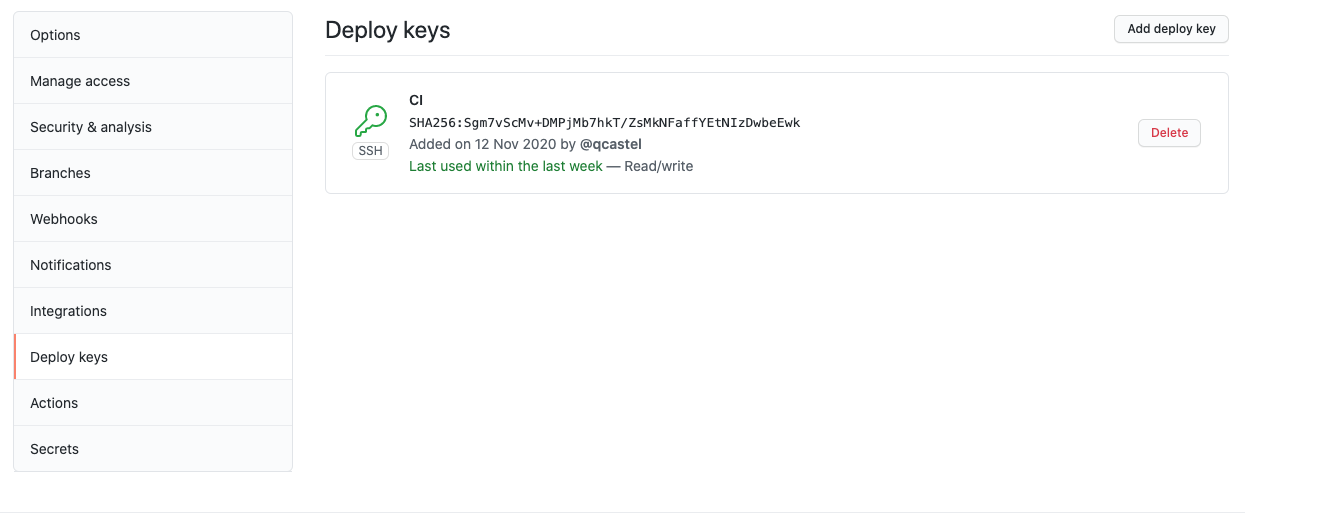 Options
Manage access
Security & analysis
Branches
Webhooks
Notifications
Integrations
Deploy keys
Actions
Secrets
Deploy keys
Add deploy key
CI
SHA256:Sgm7vScMv+DMPjMb7hkT/ZsMkNFaffYEtNIzDwbeEwk
Added on 12 Nov 2020 by @qcastel
Last used within the last week — Read/write
SSH
Delete